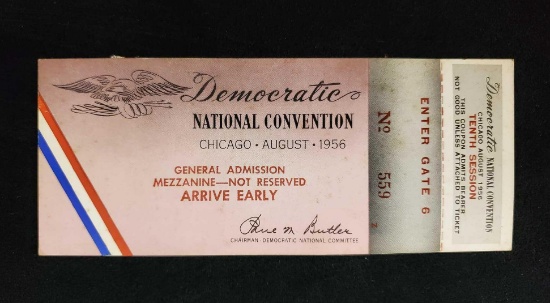 Democratic
NATIONAL CONVENTION
CHICAGO • AUGUST • 1956
GENERAL ADMISSION
MEZZANINE—NOT RESERVED
ARRIVE EARLY
Paul M. Butler
CHAIRMAN DEMOCRATIC NATIONAL COMMITTEE
ENTER GATE 6
No 559
Democratic
NATIONAL CONVENTION
CHICAGO AUGUST 1956
TENTH SESSION
THIS COUPON ADMITS BEARER
NOT GOOD UNLESS ATTACHED TO TICKET